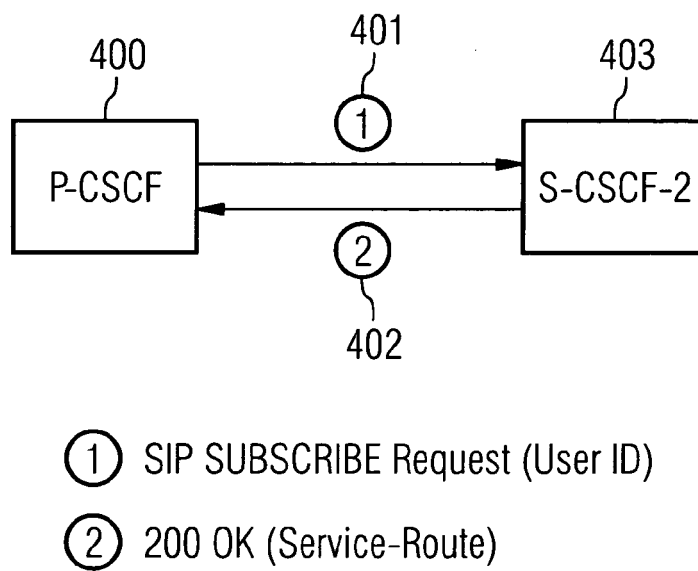 400
401
403
1
P-CSCF
S-CSCF-2
2
402
1 SIP SUBSCRIBE Request (User ID)
2 200 OK (Service-Route)